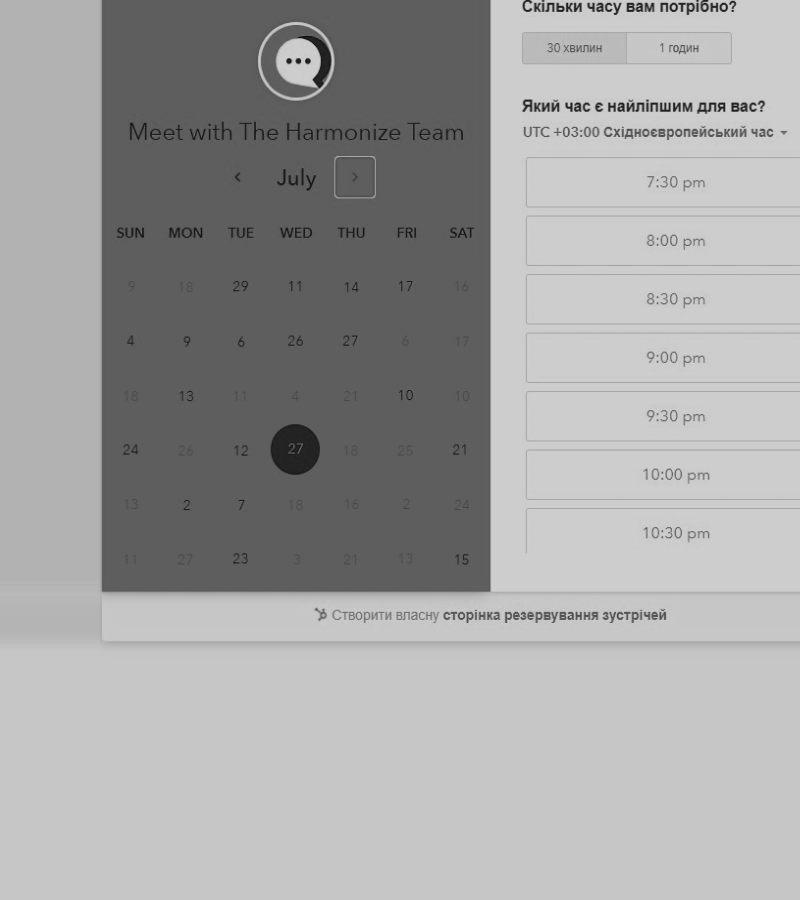 Скільки часу вам потрібно?
30 хвилин 1 годин
Meet with The Harmonize Team
July
SUN MON TUE WED THU FRI SAT
9 18 29 11 14 17 16
4 9 6 26 27 6 17
18 13 11 4 21 10 10
24 26 12 27 18 25 21
13 2 7 18 16 2 24
11 27 23 3 21 13 15
Який час є найліпшим для вас?
UTC +03:00 Східноєвропейський час
7:30 pm
8:00 pm
8:30 pm
9:00 pm
9:30 pm
10:00 pm
10:30 pm
Створити власну сторінка резервування зустрічей